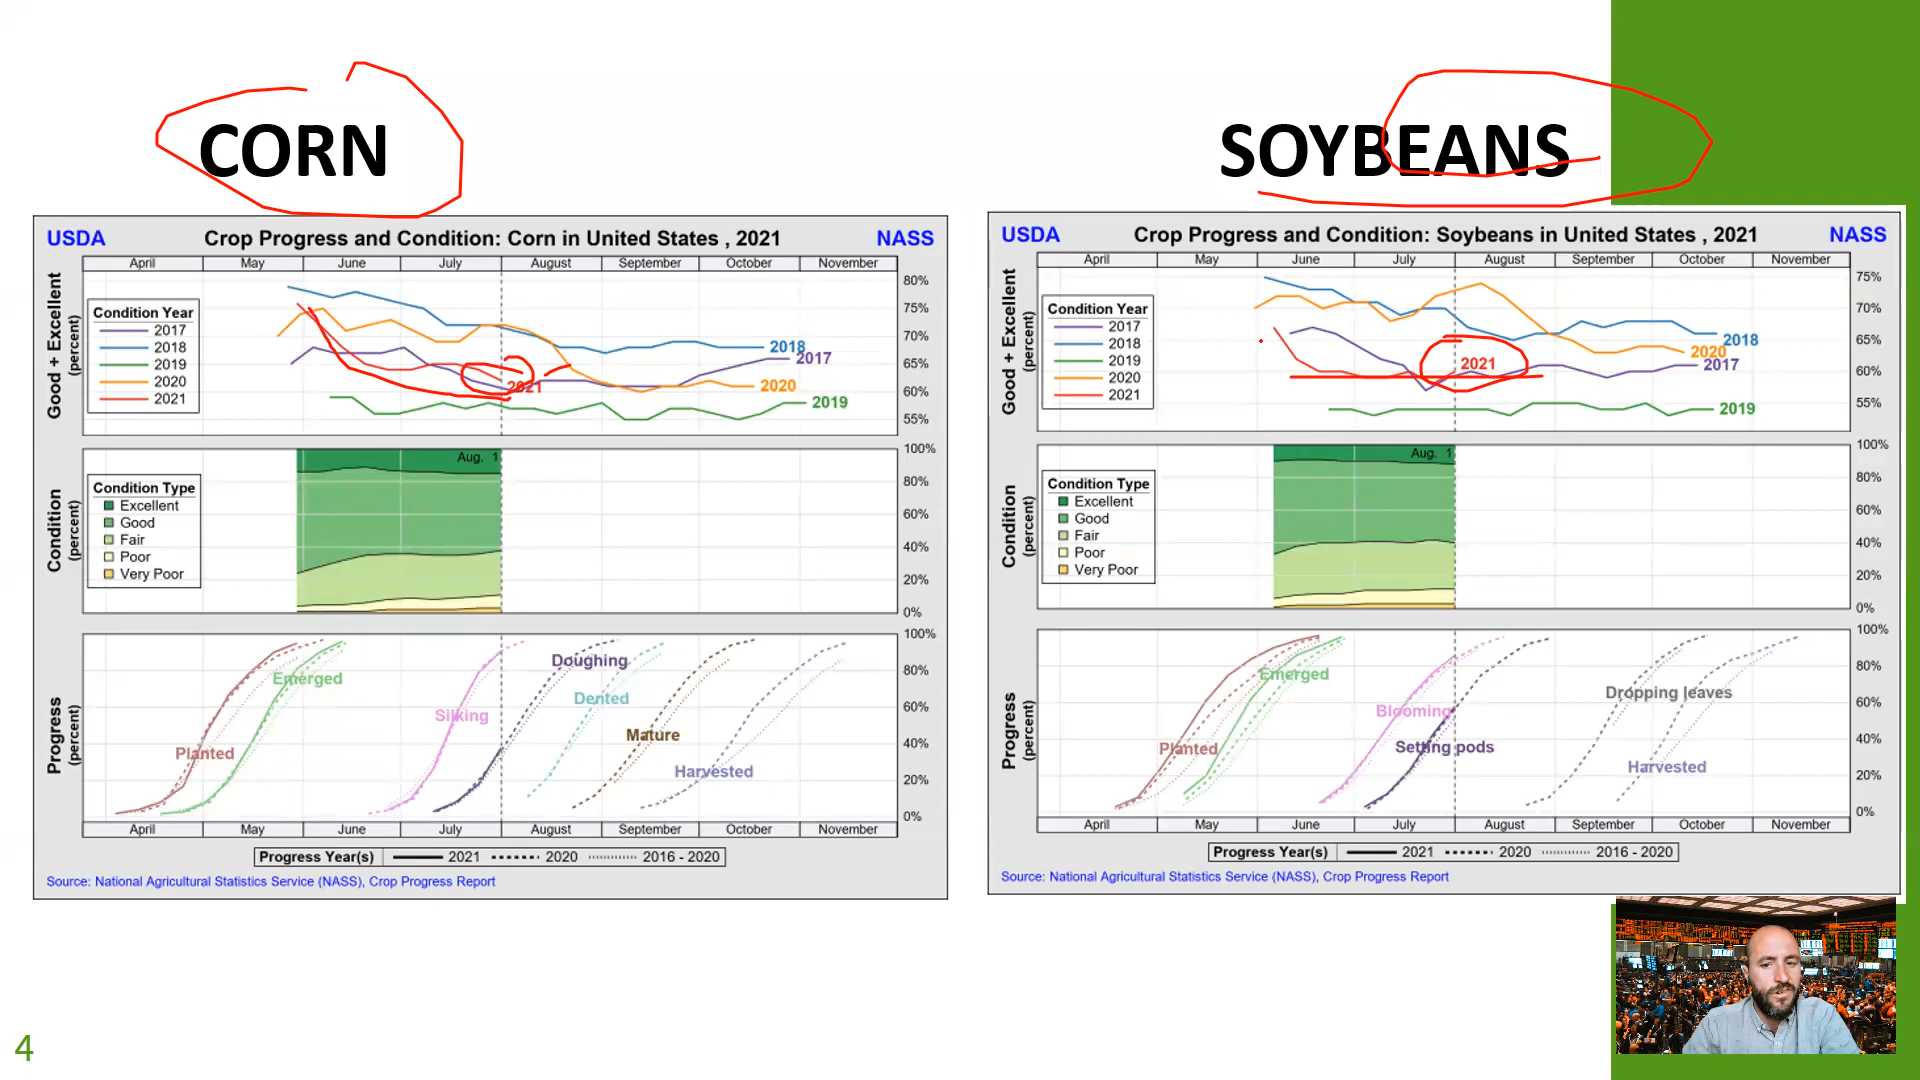 CORN
USDA Crop Progress and Condition: Corn in United States , 2021 NASS
April May June July August September October November
Good + Excellent
(percent)
80%
75%
70%
65%
60%
55%
Condition Year
2017
2018
2019
2020
2021
2018
2017
2021
2020
2019
Condition
(percent)
Aug. 1
100%
80%
60%
40%
20%
0%
Condition Type
Excellent
Good
Fair
Poor
Very Poor
Progress
(percent)
100%
80%
60%
40%
20%
0%
Doughing
Emerged
Dented
Silking
Mature
Planted
Harvested
April May June July August September October November
Progress Year(s) 2021 2020 2016 - 2020
Source: National Agricultural Statistics Service (NASS), Crop Progress Report
SOYBEANS
USDA Crop Progress and Condition: Soybeans in United States , 2021 NASS
April May June July August September October November
Good + Excellent
(percent)
75%
70%
65%
60%
55%
Condition Year
2017
2018
2019
2020
2021
2018
2020
2021
2017
2019
Condition
(percent)
Aug. 1
100%
80%
60%
40%
20%
0%
Condition Type
Excellent
Good
Fair
Poor
Very Poor
Progress
(percent)
100%
80%
60%
40%
20%
0%
Emerged
Dropping leaves
Blooming
Planted
Setting pods
Harvested
April May June July August September October November
Progress Year(s) 2021 2020 2016 - 2020
Source: National Agricultural Statistics Service (NASS), Crop Progress Report
4